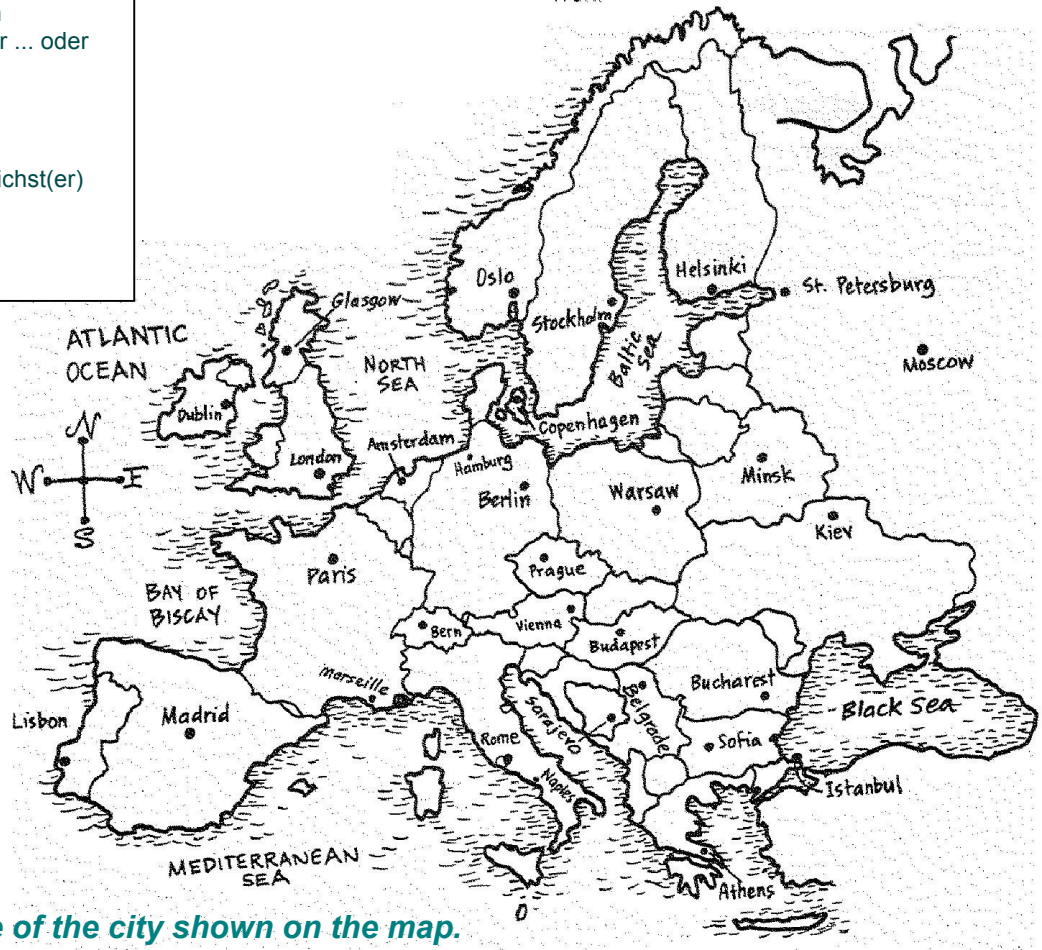 r ... oder
ichst(er)
Oslo
Helsinki
St. Petersburg
Glasgow
Stockholm
ATLANTIC
OCEAN
NORTH
SEA
Baltic
Sea
Moscow
Dublin
Copenhagen
N
Amsterdam
London
Hamburg
W
E
Berlin
Warsaw
Minsk
S
Kiev
Paris
Prague
BAY OF
BISCAY
Bern
Vienna
Budapest
Marseille
Belgrade
Bucharest
Lisbon
Madrid
Sarajevo
Black Sea
Rome
Sofia
Naples
Istanbul
MEDITERRANEAN
SEA
Athens
e of the city shown on the map.